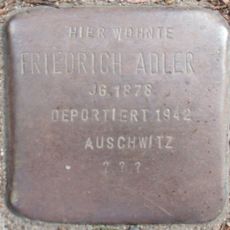 HIER WOHNTE
FRIEDRICH ADLER
JG. 1878
DEPORTIERT 1942
AUSCHWITZ
? ? ?